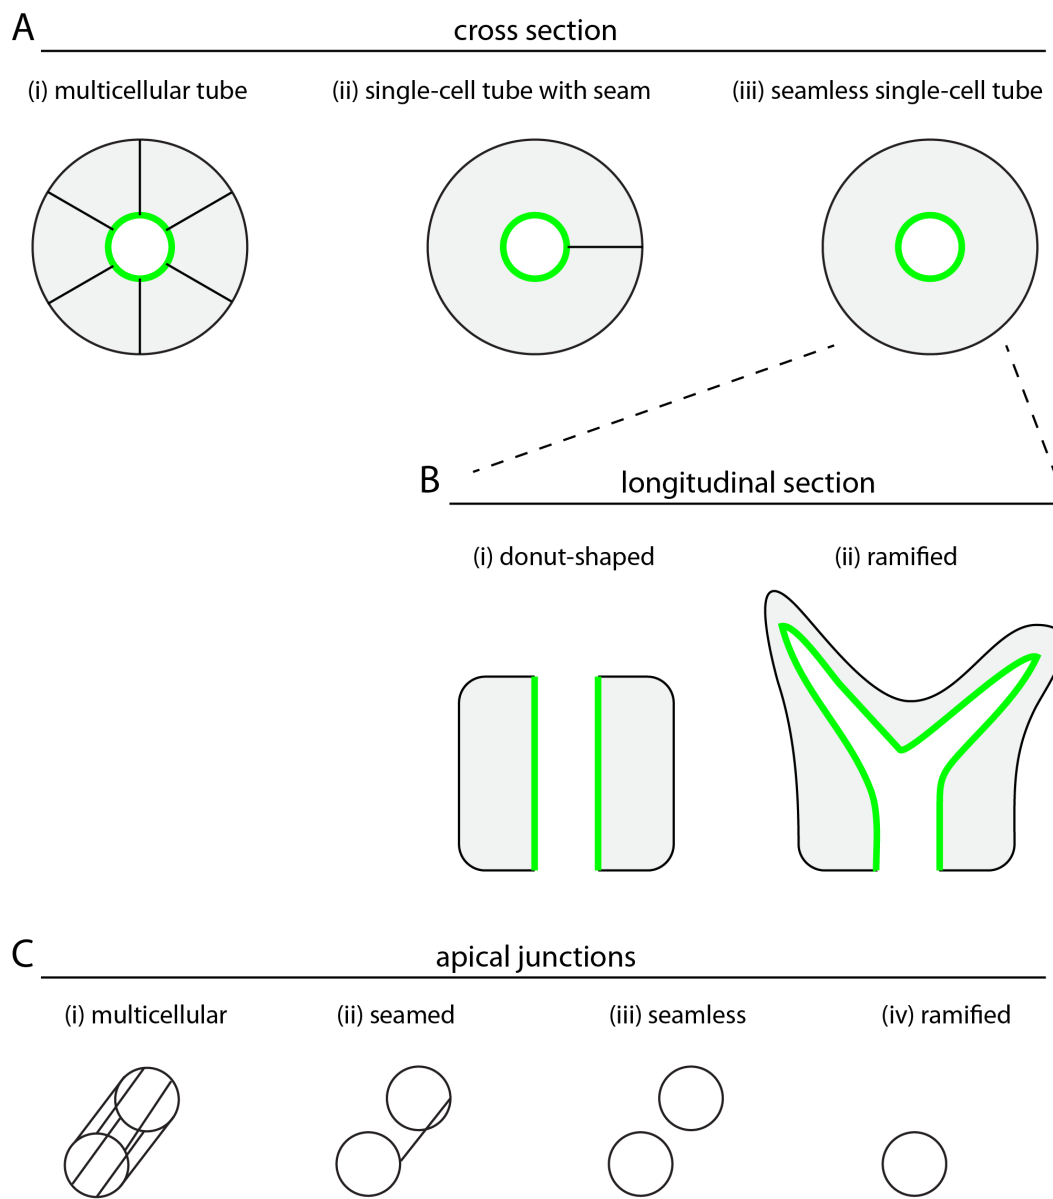 A
cross section
(i) multicellular tube
(ii) single-cell tube with seam
(iii) seamless single-cell tube
B
longitudinal section
(i) donut-shaped
(ii) ramified
C
apical junctions
(i) multicellular
(ii) seamed
(iii) seamless
(iv) ramified